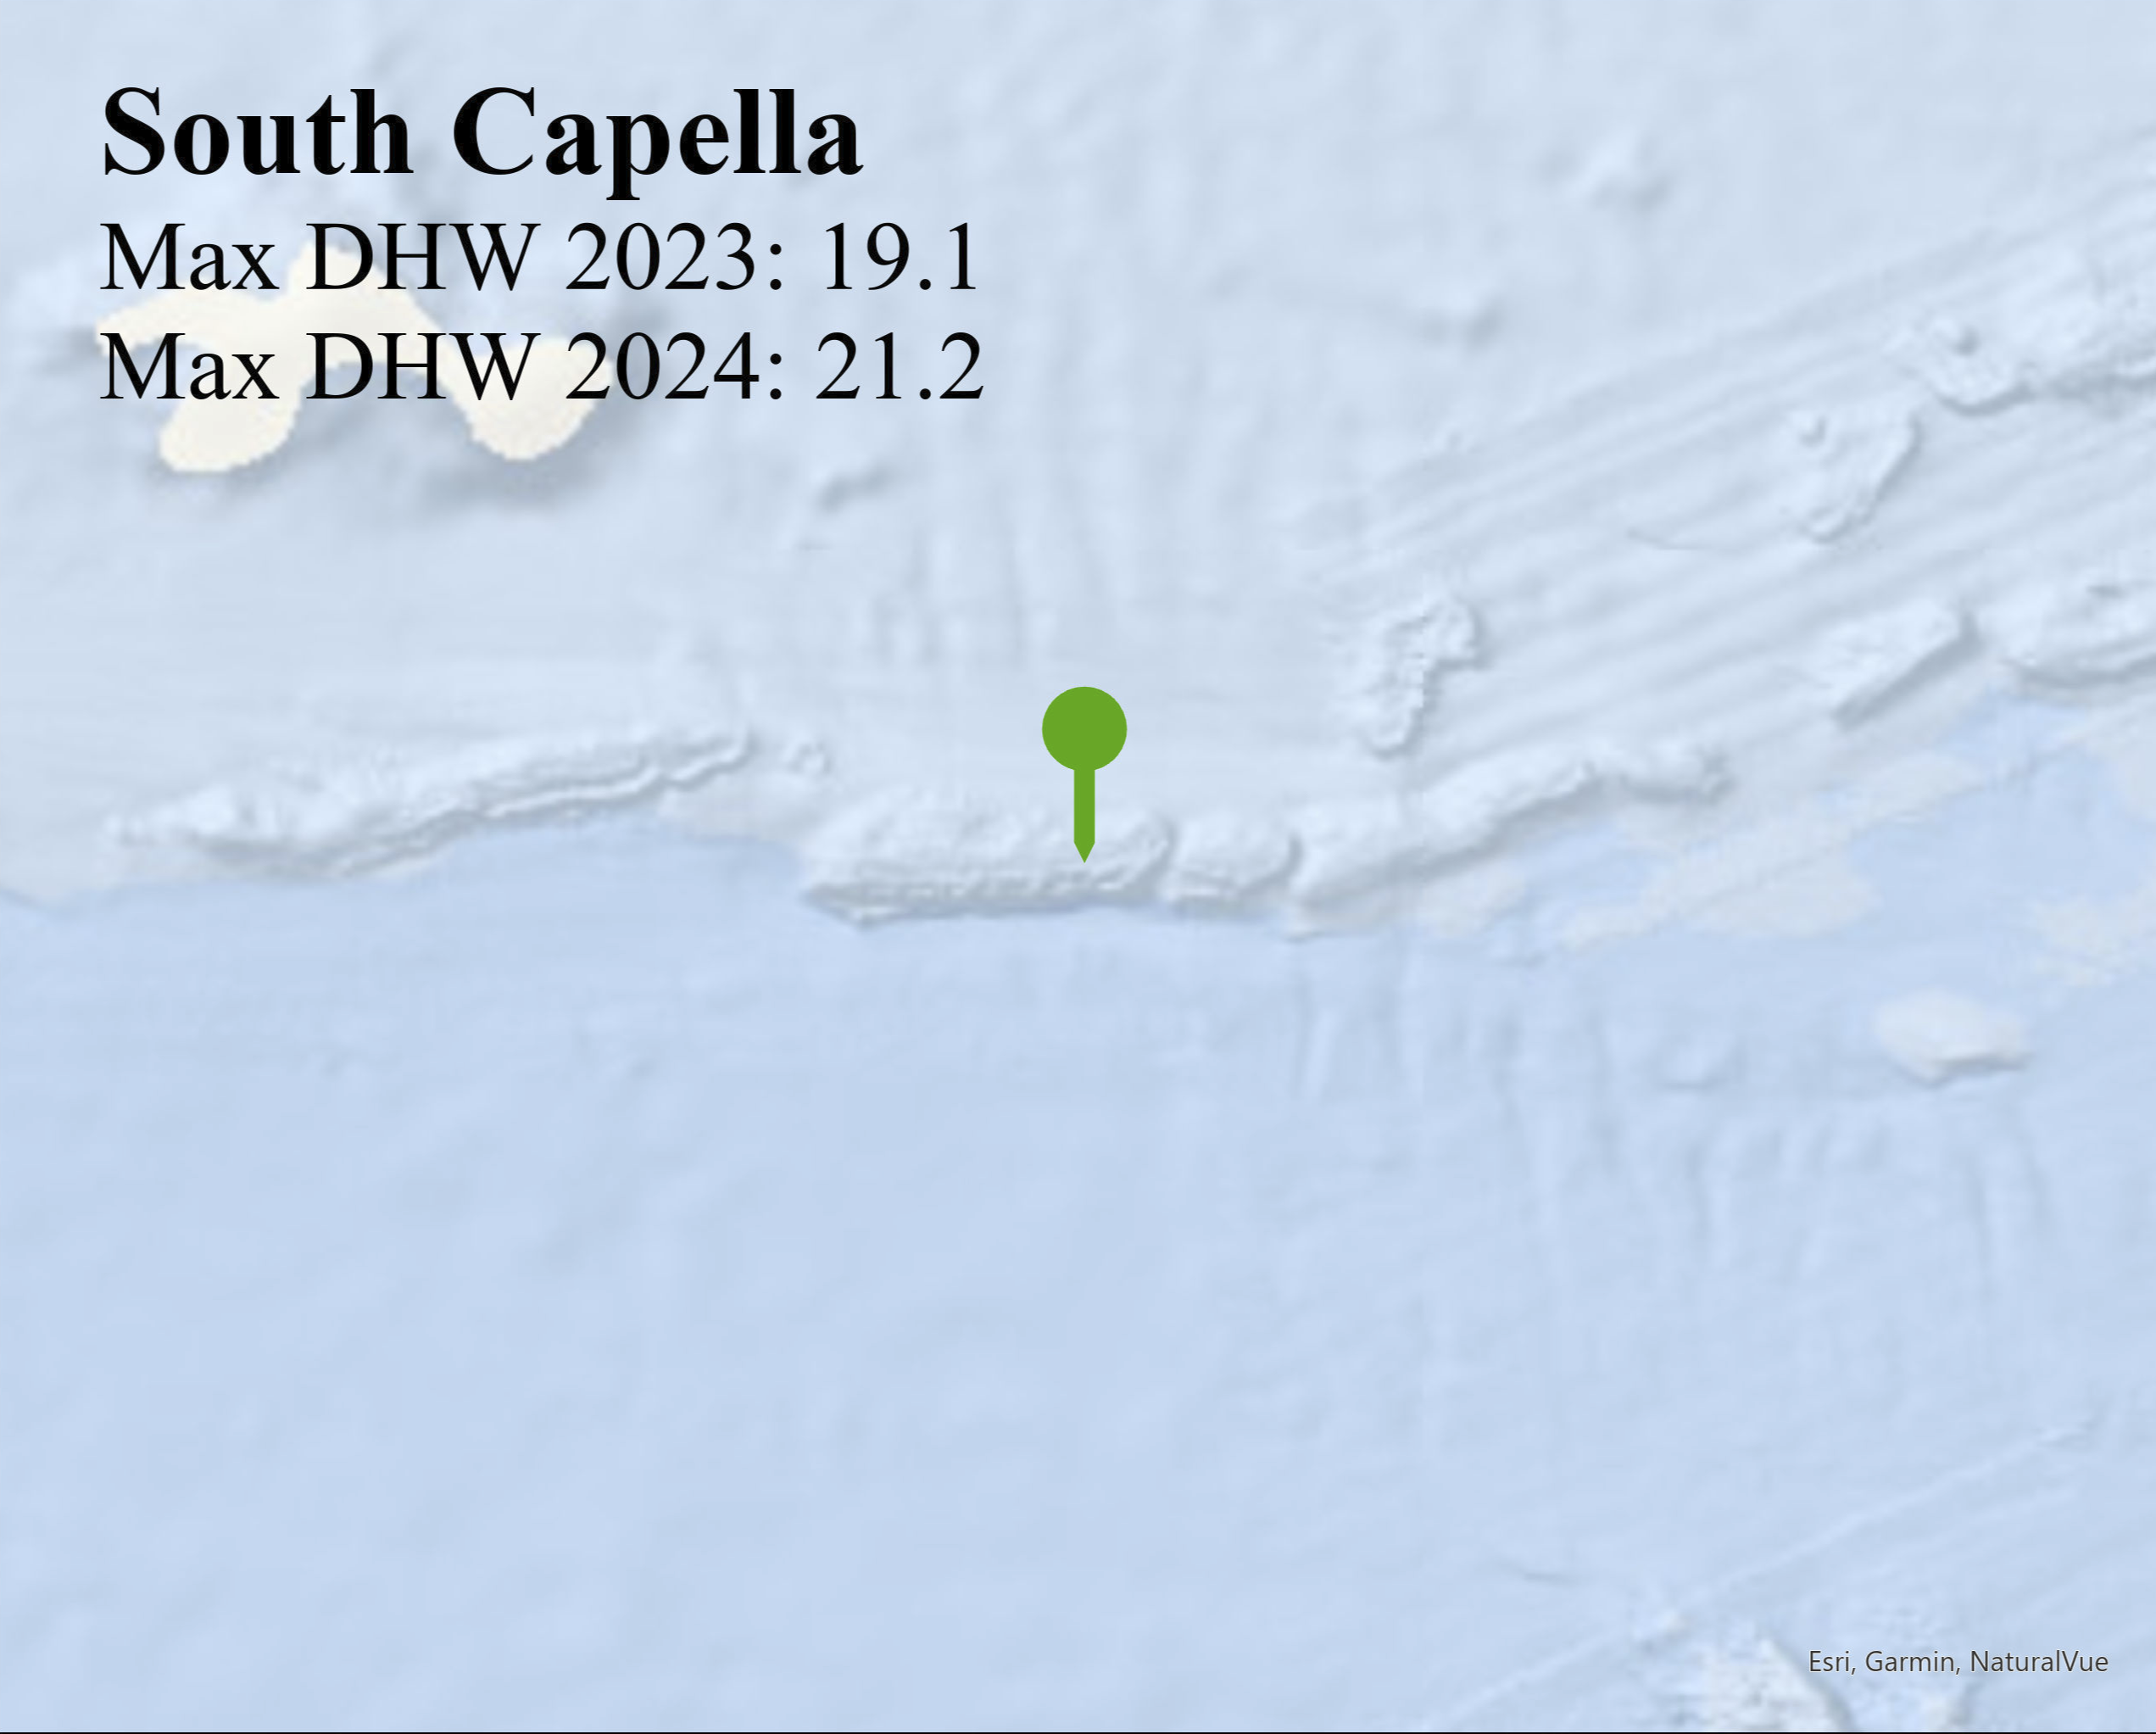 South Capella
Max DHW 2023: 19.1
Max DHW 2024: 21.2
Esri, Garmin, NaturalVue